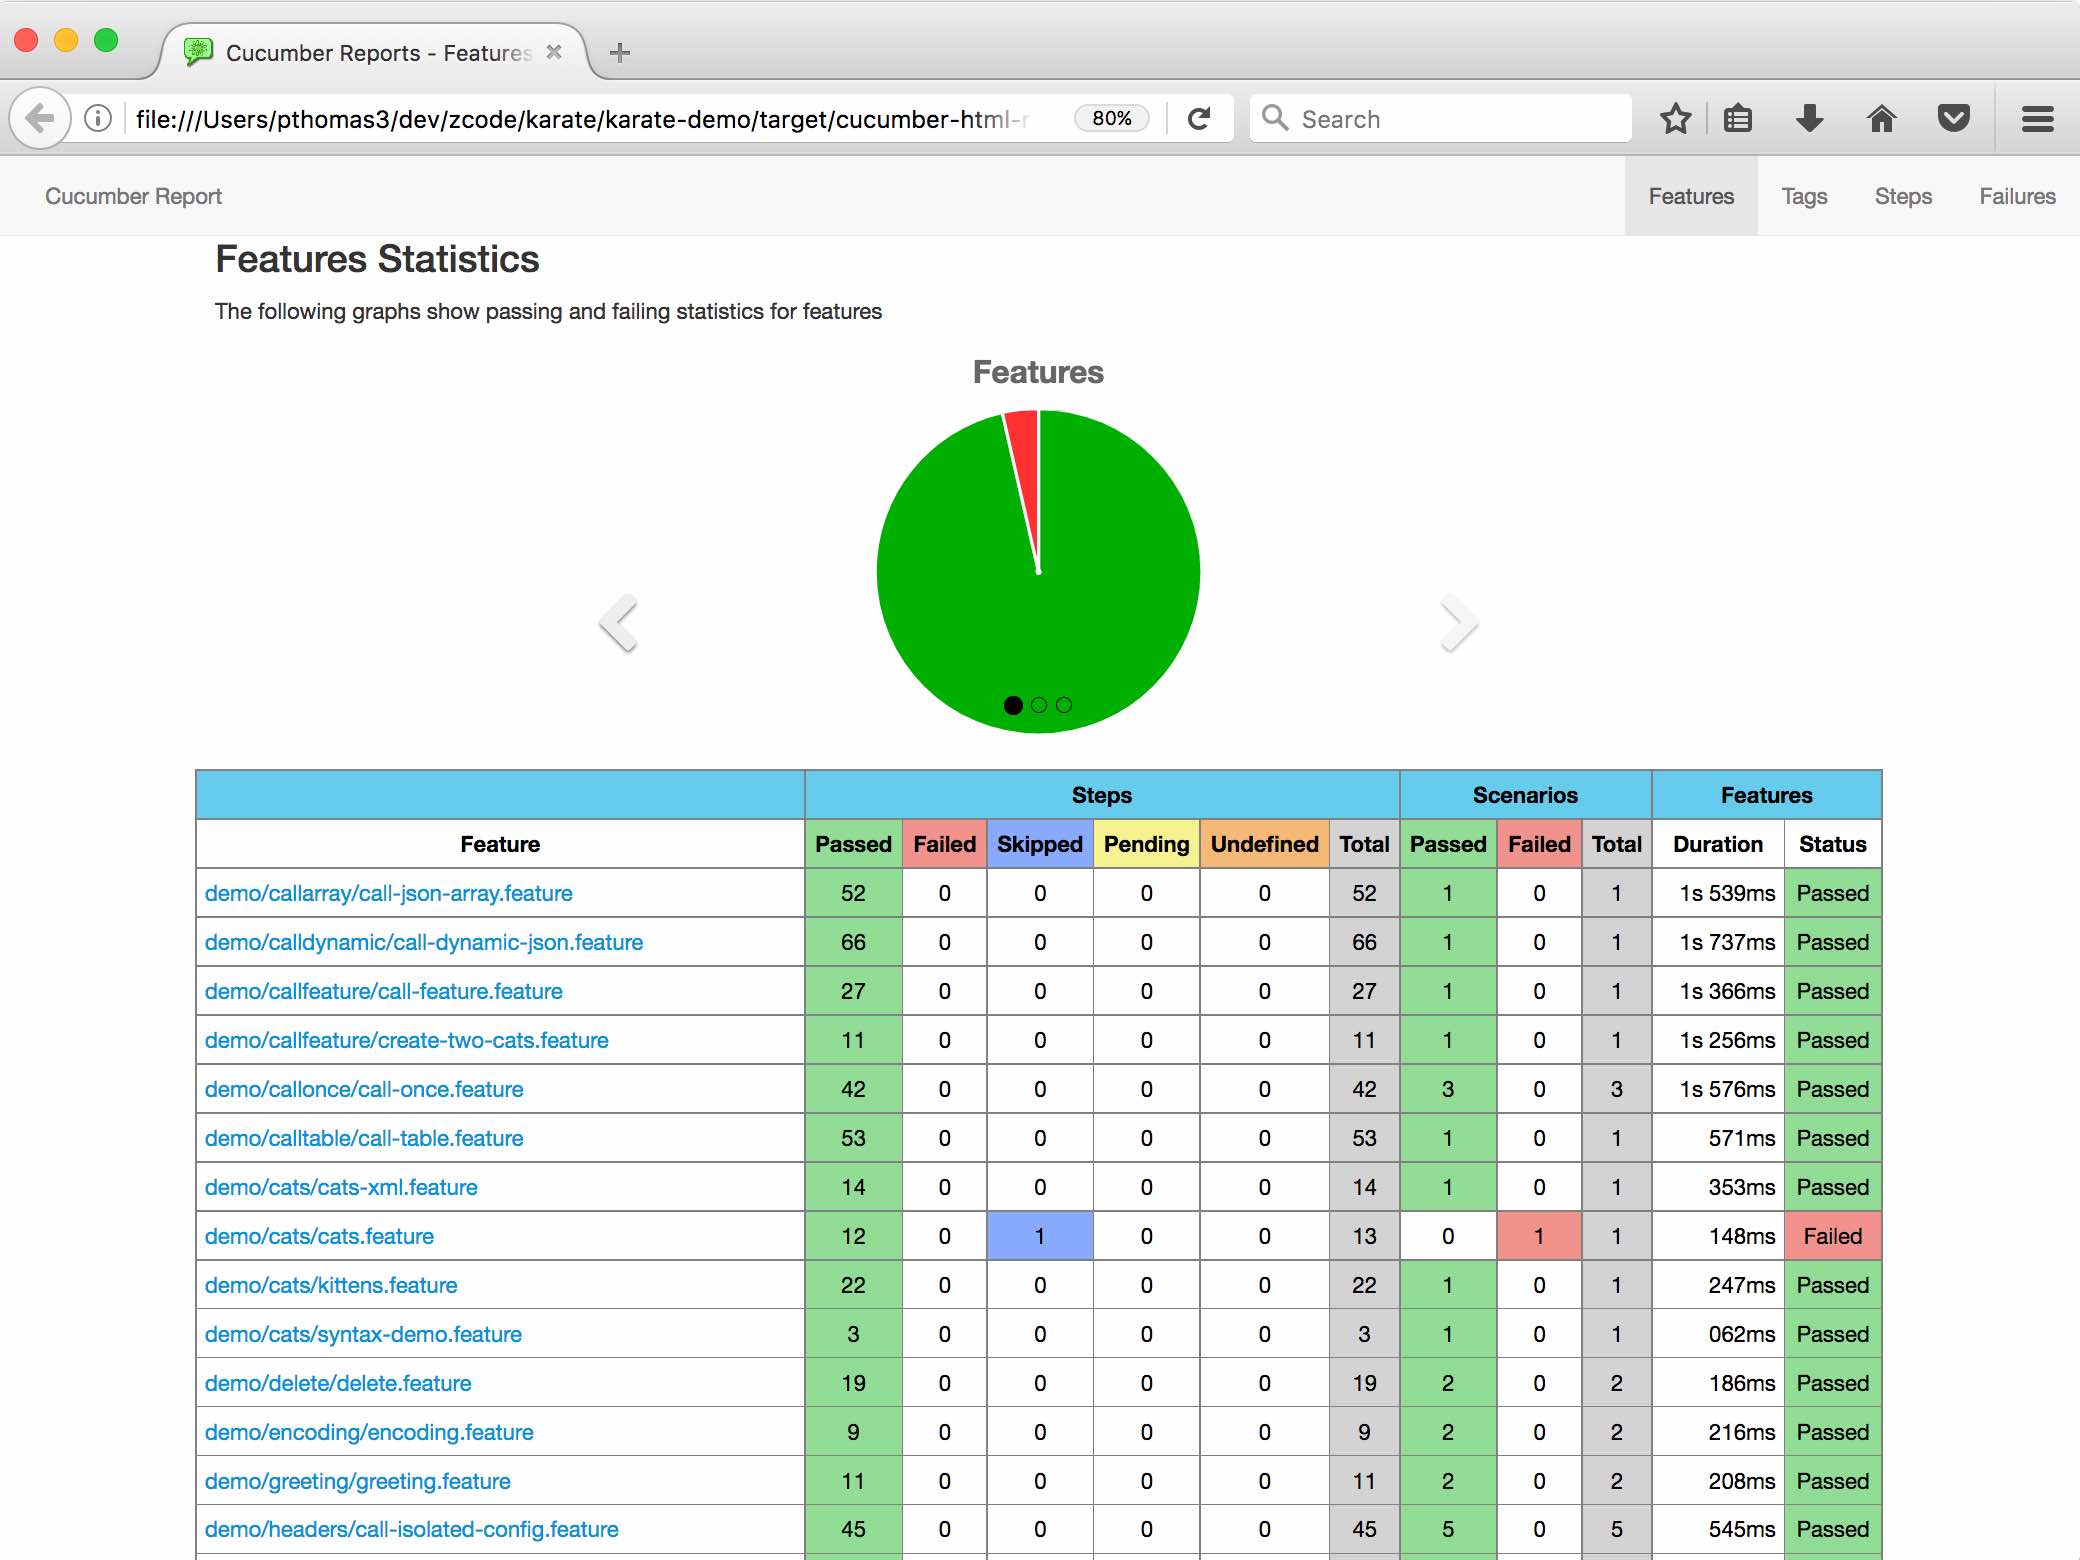 Cucumber Reports - Features
file:///Users/pthomas3/dev/zcode/karate/karate-demo/target/cucumber-html-r 80% Search
Cucumber Report Features Tags Steps Failures
Features Statistics
The following graphs show passing and failing statistics for features
Features
Steps Scenarios Features
Feature Passed Failed Skipped Pending Undefined Total Passed Failed Total Duration Status
demo/callarray/call-json-array.feature 52 0 0 0 0 52 1 0 1 1s 539ms Passed
demo/calldynamic/call-dynamic-json.feature 66 0 0 0 0 66 1 0 1 1s 737ms Passed
demo/callfeature/call-feature.feature 27 0 0 0 0 27 1 0 1 1s 366ms Passed
demo/callfeature/create-two-cats.feature 11 0 0 0 0 11 1 0 1 1s 256ms Passed
demo/callonce/call-once.feature 42 0 0 0 0 42 3 0 3 1s 576ms Passed
demo/calltable/call-table.feature 53 0 0 0 0 53 1 0 1 571ms Passed
demo/cats/cats-xml.feature 14 0 0 0 0 14 1 0 1 353ms Passed
demo/cats/cats.feature 12 0 1 0 0 13 0 1 1 148ms Failed
demo/cats/kittens.feature 22 0 0 0 0 22 1 0 1 247ms Passed
demo/cats/syntax-demo.feature 3 0 0 0 0 3 1 0 1 062ms Passed
demo/delete/delete.feature 19 0 0 0 0 19 2 0 2 186ms Passed
demo/encoding/encoding.feature 9 0 0 0 0 9 2 0 2 216ms Passed
demo/greeting/greeting.feature 11 0 0 0 0 11 2 0 2 208ms Passed
demo/headers/call-isolated-config.feature 45 0 0 0 0 45 5 0 5 545ms Passed